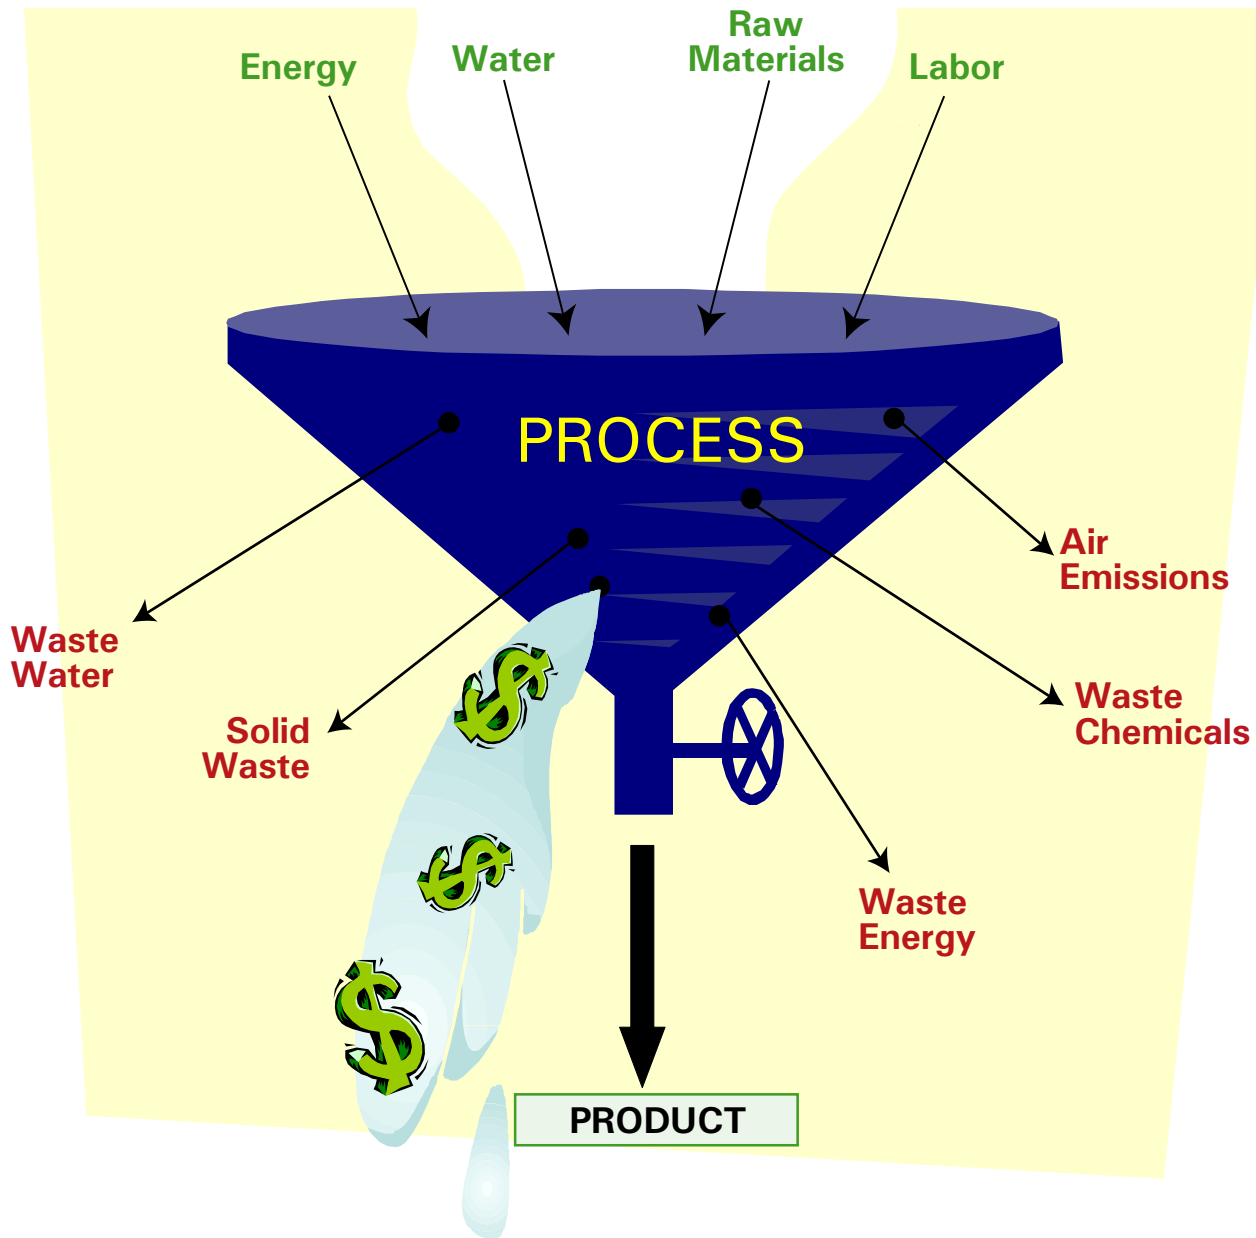 Energy
Water
Raw
Materials
Labor
PROCESS
Air
Emissions
Waste
Water
Waste
Chemicals
Solid
Waste
Waste
Energy
PRODUCT
$
$
$